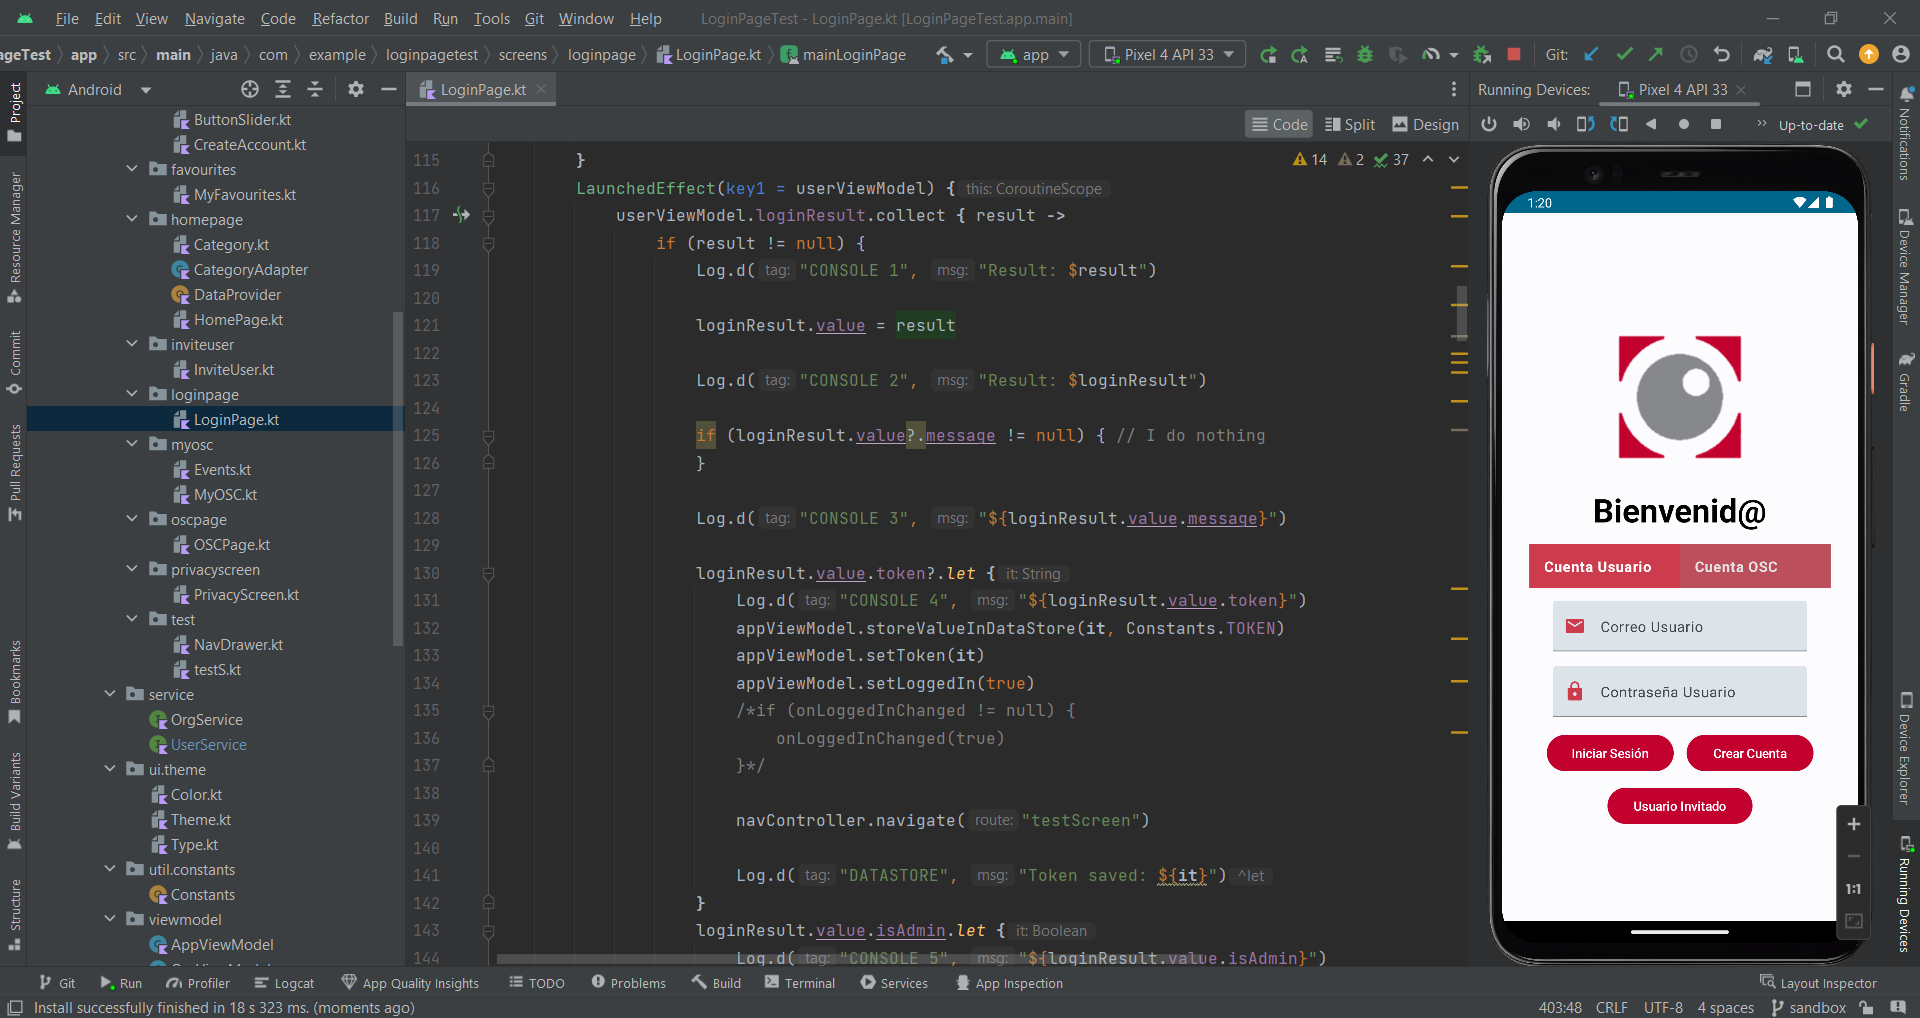 File Edit View Navigate Code Refactor Build Run Tools Git Window Help LoginPageTest - LoginPage.kt [LoginPageTest.app.main]
ageTest app src main java com example loginpagetest screens loginpage LoginPage.kt mainLoginPage app Pixel 4 API 33 Git:
Android
LoginPage.kt
Running Devices: Pixel 4 API 33
Code Split Design
Up-to-date
Project
Resource Manager
Commit
Pull Requests
Bookmarks
Build Variants
Structure
ButtonSlider.kt
CreateAccount.kt
favourites
MyFavourites.kt
homepage
Category.kt
CategoryAdapter
DataProvider
HomePage.kt
inviteuser
InviteUser.kt
loginpage
LoginPage.kt
myosc
Events.kt
MyOSC.kt
oscpage
OSCPage.kt
privacyscreen
PrivacyScreen.kt
test
NavDrawer.kt
testS.kt
service
OrgService
UserService
ui.theme
Color.kt
Theme.kt
Type.kt
util.constants
Constants
viewmodel
AppViewModel
14 2 37
115 }
116 LaunchedEffect(key1 = userViewModel) { this: CoroutineScope
117 userViewModel.loginResult.collect { result ->
118 if (result != null) {
119 Log.d( tag: "CONSOLE 1", msg: "Result: $result")
120
121 loginResult.value = result
122
123 Log.d( tag: "CONSOLE 2", msg: "Result: $loginResult")
124
125 if (loginResult.value?.message != null) { // I do nothing
126 }
127
128 Log.d( tag: "CONSOLE 3", msg: "${loginResult.value.message}")
129
130 loginResult.value.token?.let { it: String
131 Log.d( tag: "CONSOLE 4", msg: "${loginResult.value.token}")
132 appViewModel.storeValueInDataStore(it, Constants.TOKEN)
133 appViewModel.setToken(it)
134 appViewModel.setLoggedIn(true)
135 /*if (onLoggedInChanged != null) {
136 onLoggedInChanged(true)
137 }*/
138
139 navController.navigate( route: "testScreen")
140
141 Log.d( tag: "DATASTORE", msg: "Token saved: ${it}") ^let
142 }
143 loginResult.value.isAdmin.let { it: Boolean
144 Log.d( tag: "CONSOLE 5", msg: "${loginResult.value.isAdmin}")
1:20
Bienvenid@
Cuenta Usuario Cuenta OSC
Correo Usuario
Contraseña Usuario
Iniciar Sesión Crear Cuenta
Usuario Invitado
1:1
Notifications
Device Manager
Gradle
Device Explorer
Running Devices
Git Run Profiler Logcat App Quality Insights TODO Problems Build Terminal Services App Inspection Layout Inspector
Install successfully finished in 18 s 323 ms. (moments ago) 403:48 CRLF UTF-8 4 spaces sandbox